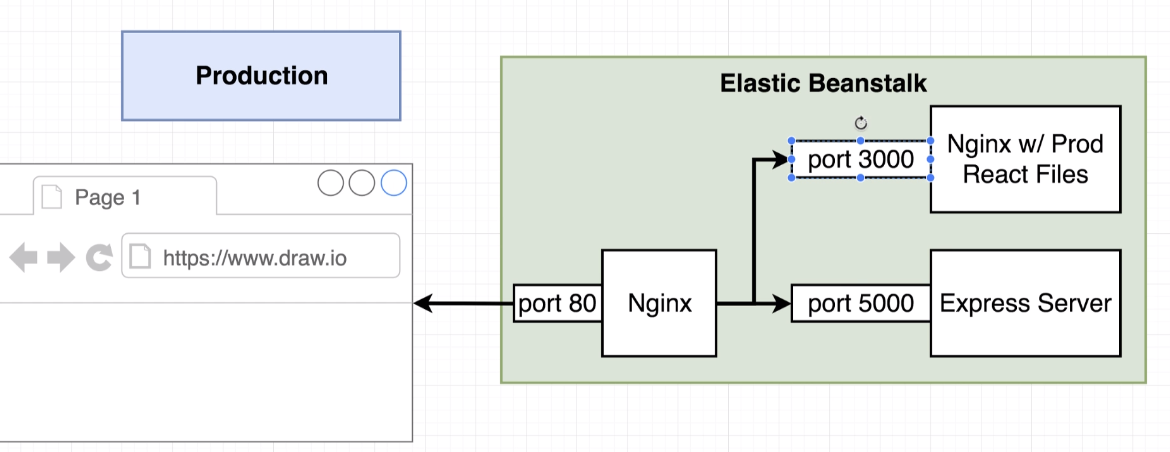 Production
Elastic Beanstalk
port 3000
Nginx w/ Prod
React Files
Page 1
https://www.draw.io
port 80
Nginx
port 5000
Express Server